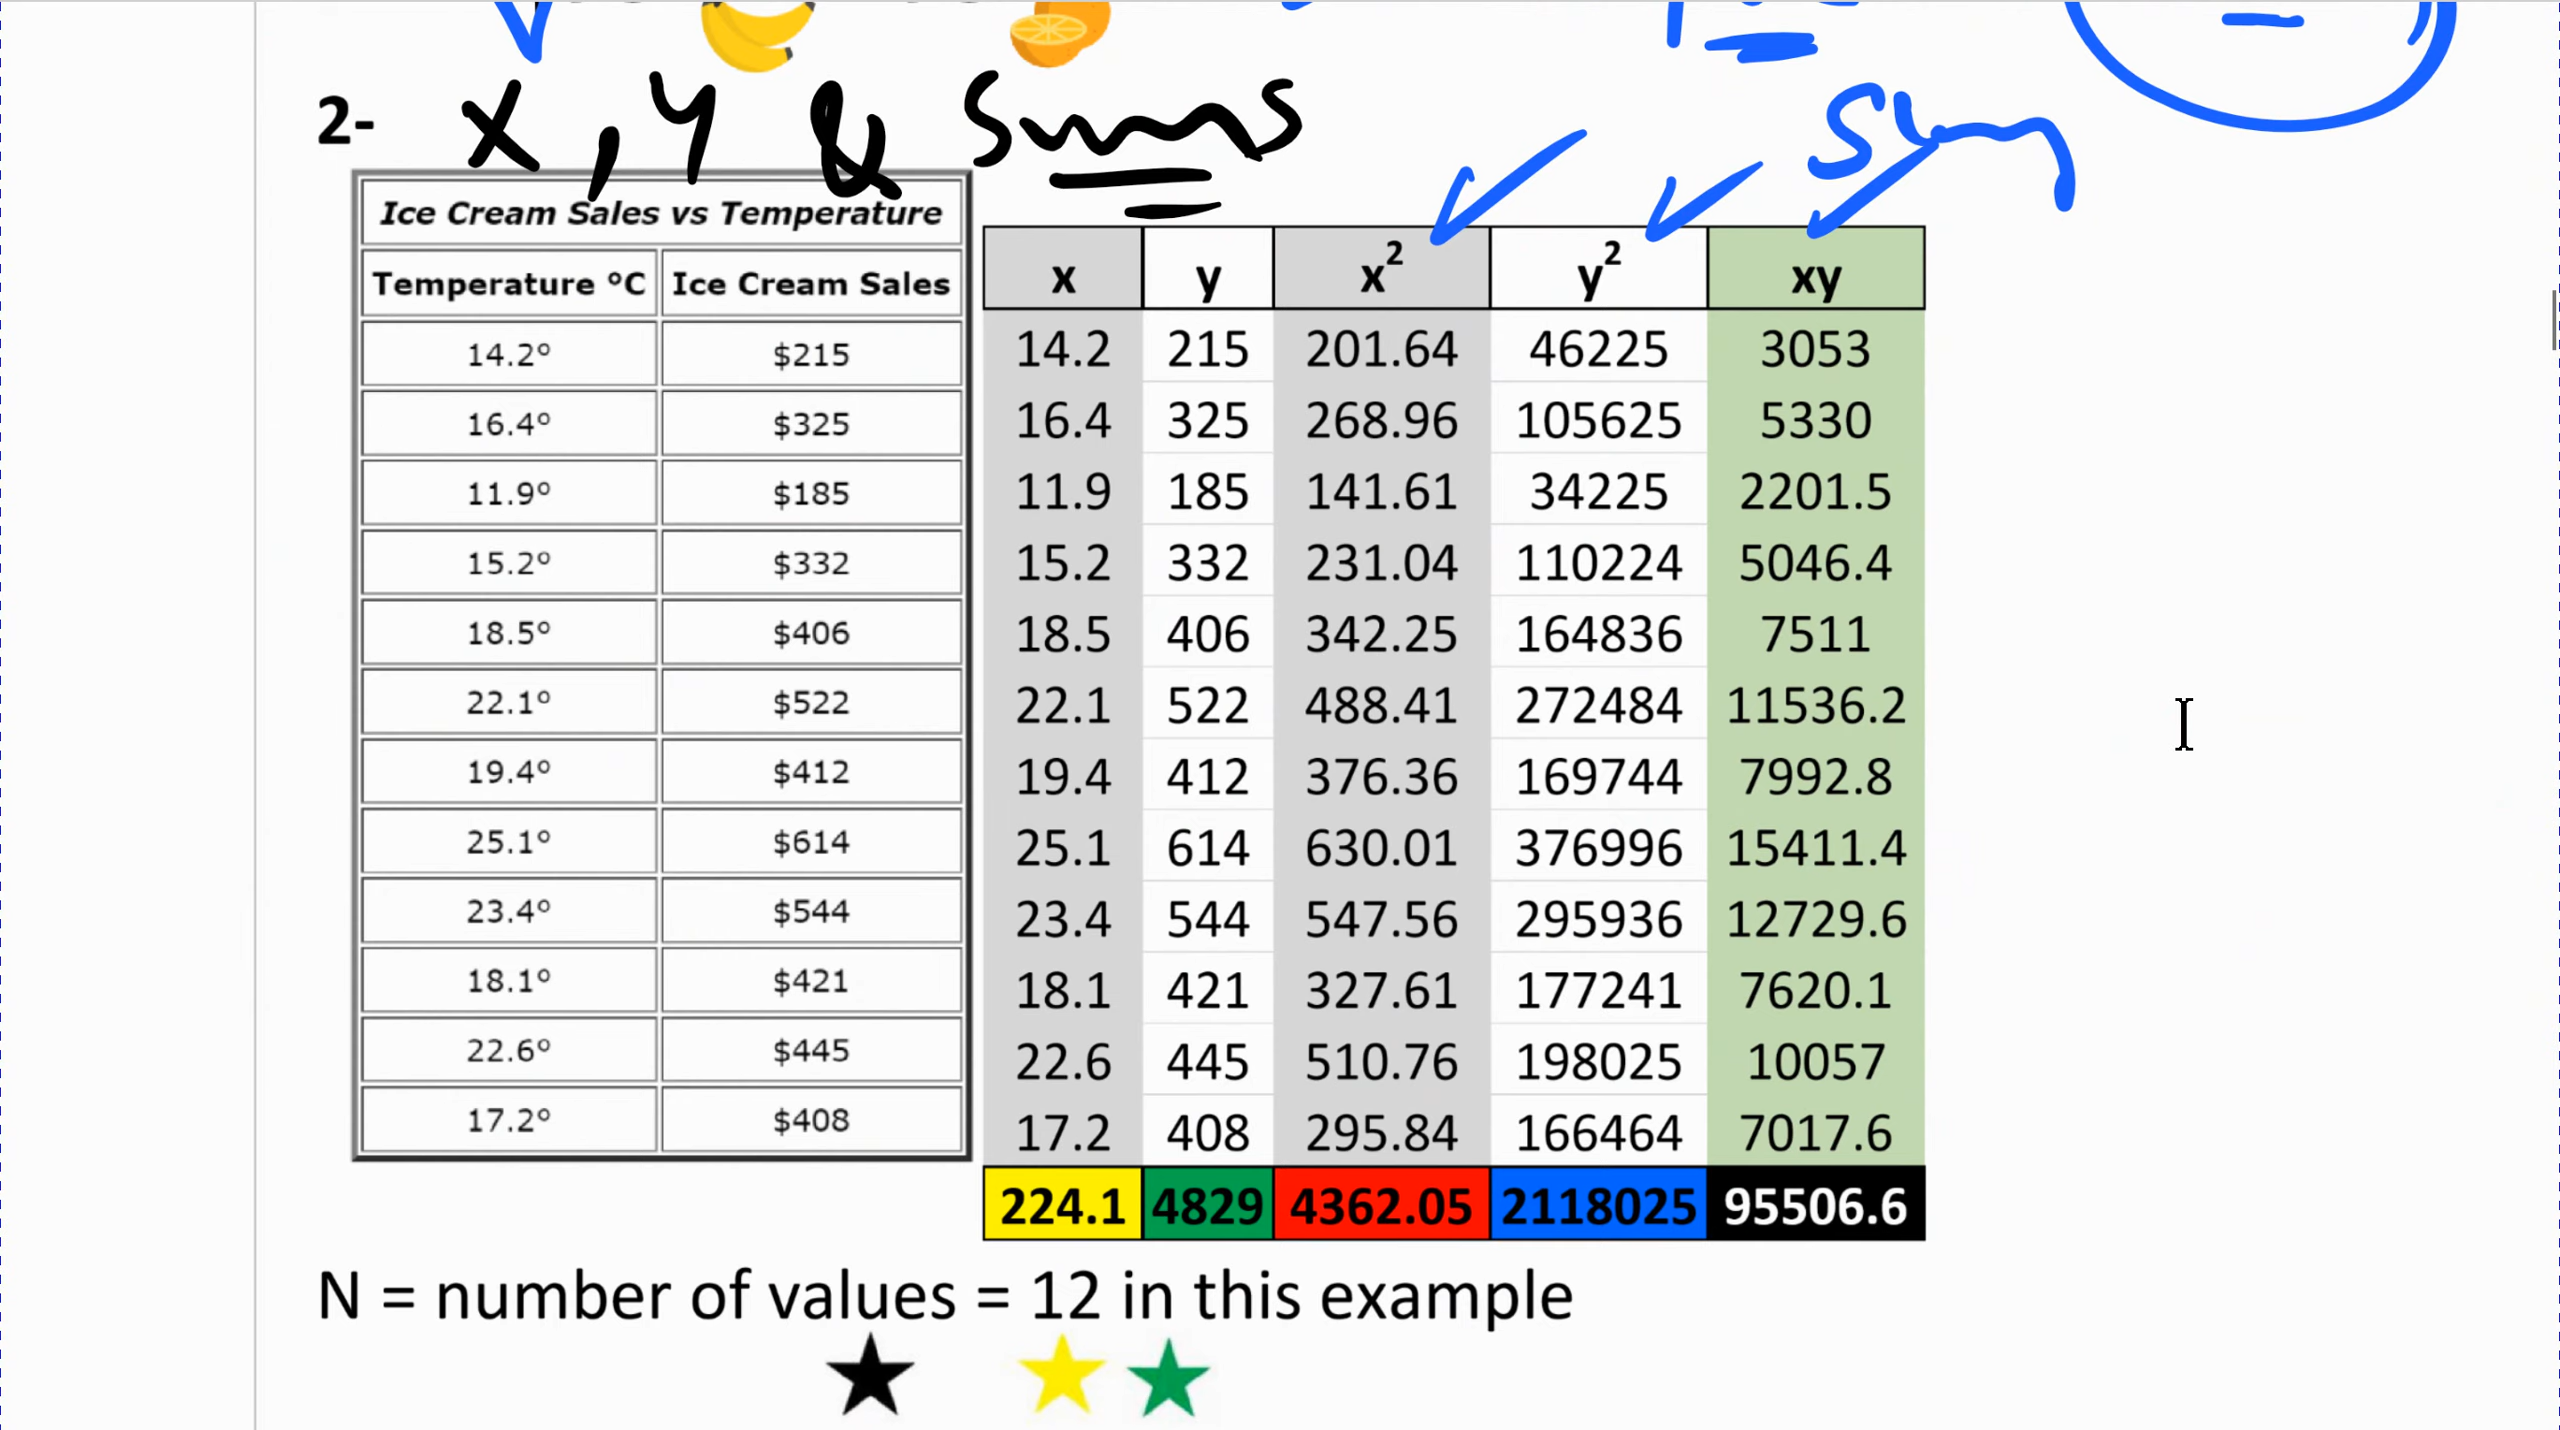 2- x, y & sums
sum
Ice Cream Sales vs Temperature
Temperature °C Ice Cream Sales
14.2° $215
16.4° $325
11.9° $185
15.2° $332
18.5° $406
22.1° $522
19.4° $412
25.1° $614
23.4° $544
18.1° $421
22.6° $445
17.2° $408
x y x² y² xy
14.2 215 201.64 46225 3053
16.4 325 268.96 105625 5330
11.9 185 141.61 34225 2201.5
15.2 332 231.04 110224 5046.4
18.5 406 342.25 164836 7511
22.1 522 488.41 272484 11536.2
19.4 412 376.36 169744 7992.8
25.1 614 630.01 376996 15411.4
23.4 544 547.56 295936 12729.6
18.1 421 327.61 177241 7620.1
22.6 445 510.76 198025 10057
17.2 408 295.84 166464 7017.6
224.1 4829 4362.05 2118025 95506.6
N = number of values = 12 in this example